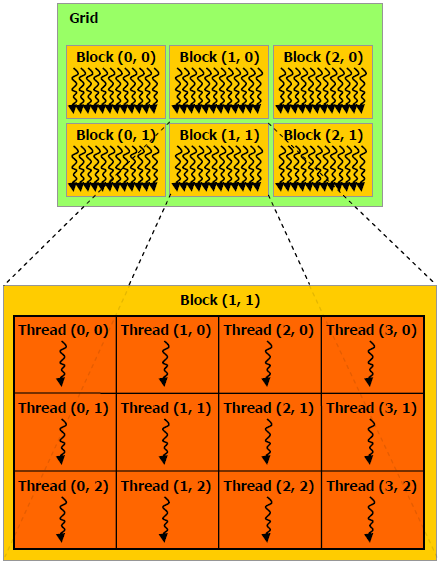 Grid
Block (0, 0) Block (1, 0) Block (2, 0)
Block (0, 1) Block (1, 1) Block (2, 1)
Block (1, 1)
Thread (0, 0) Thread (1, 0) Thread (2, 0) Thread (3, 0)
Thread (0, 1) Thread (1, 1) Thread (2, 1) Thread (3, 1)
Thread (0, 2) Thread (1, 2) Thread (2, 2) Thread (3, 2)